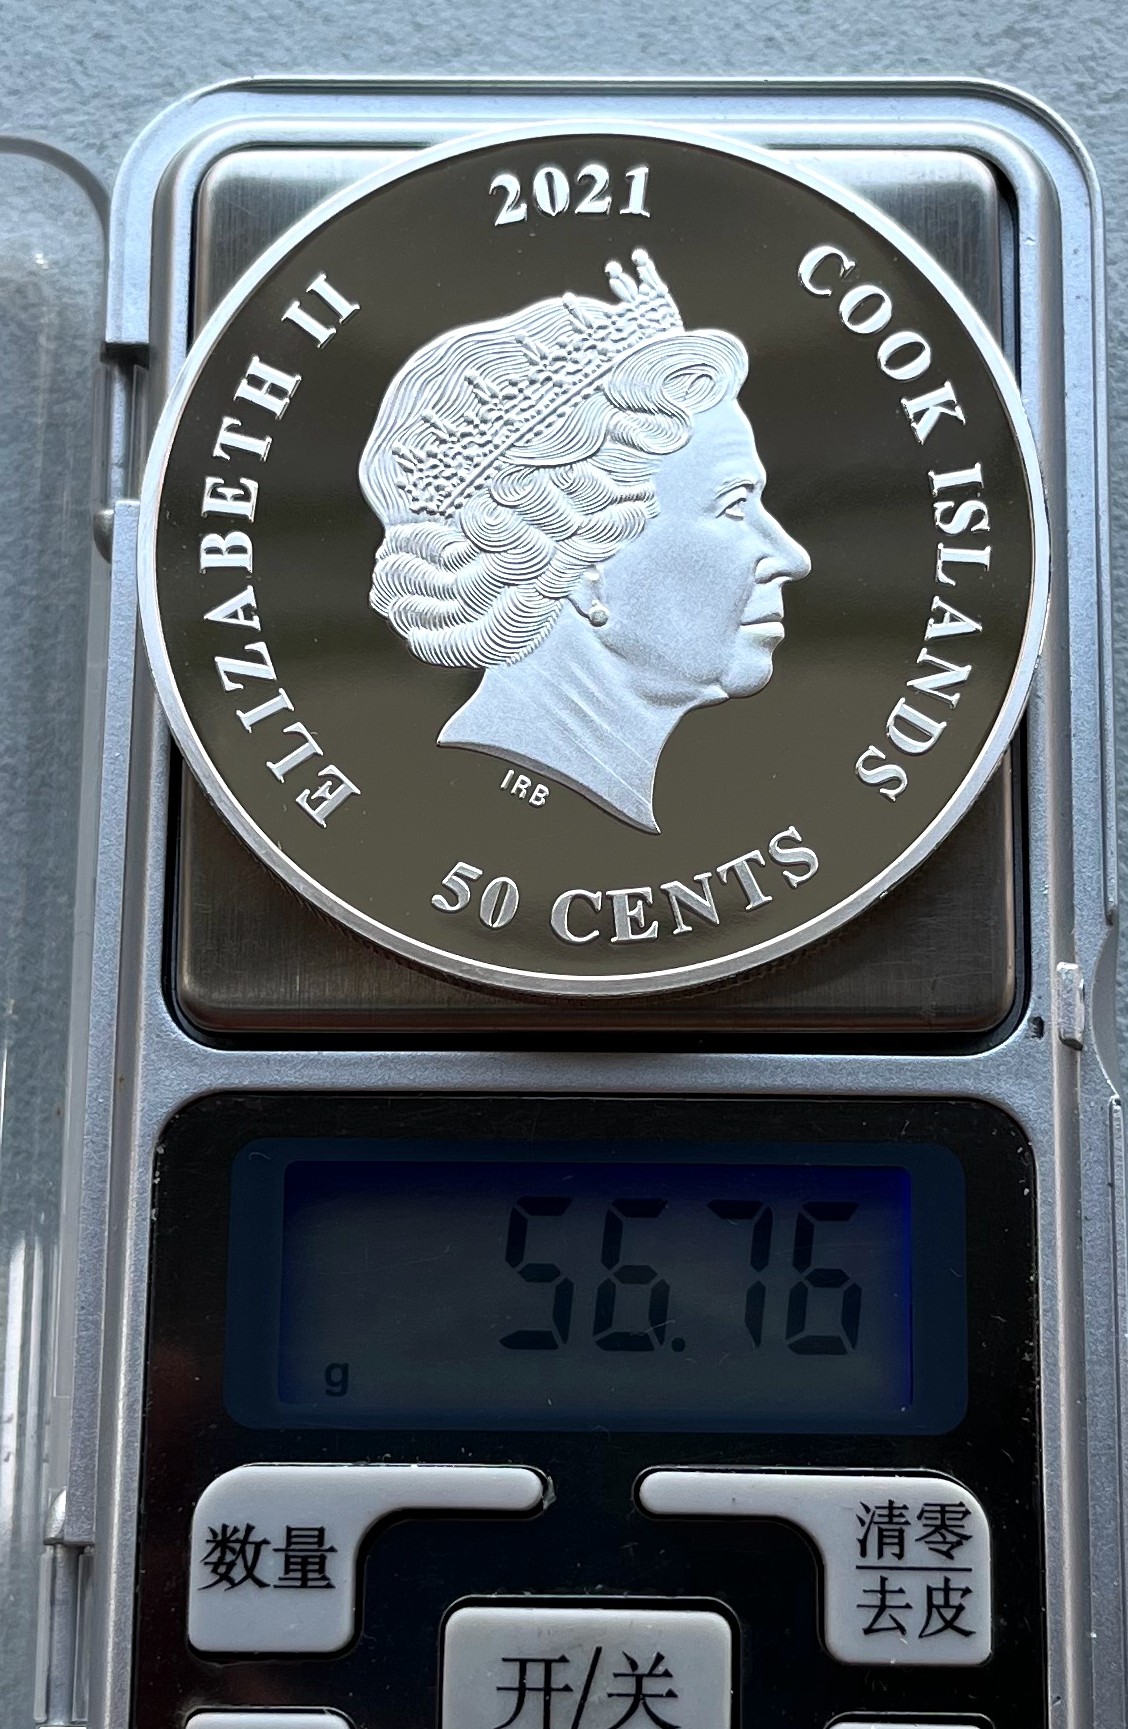 2021
ELIZABETH II
COOK ISLANDS
IRB
50 CENTS
56.76
g
数量
清零
去皮
开/关